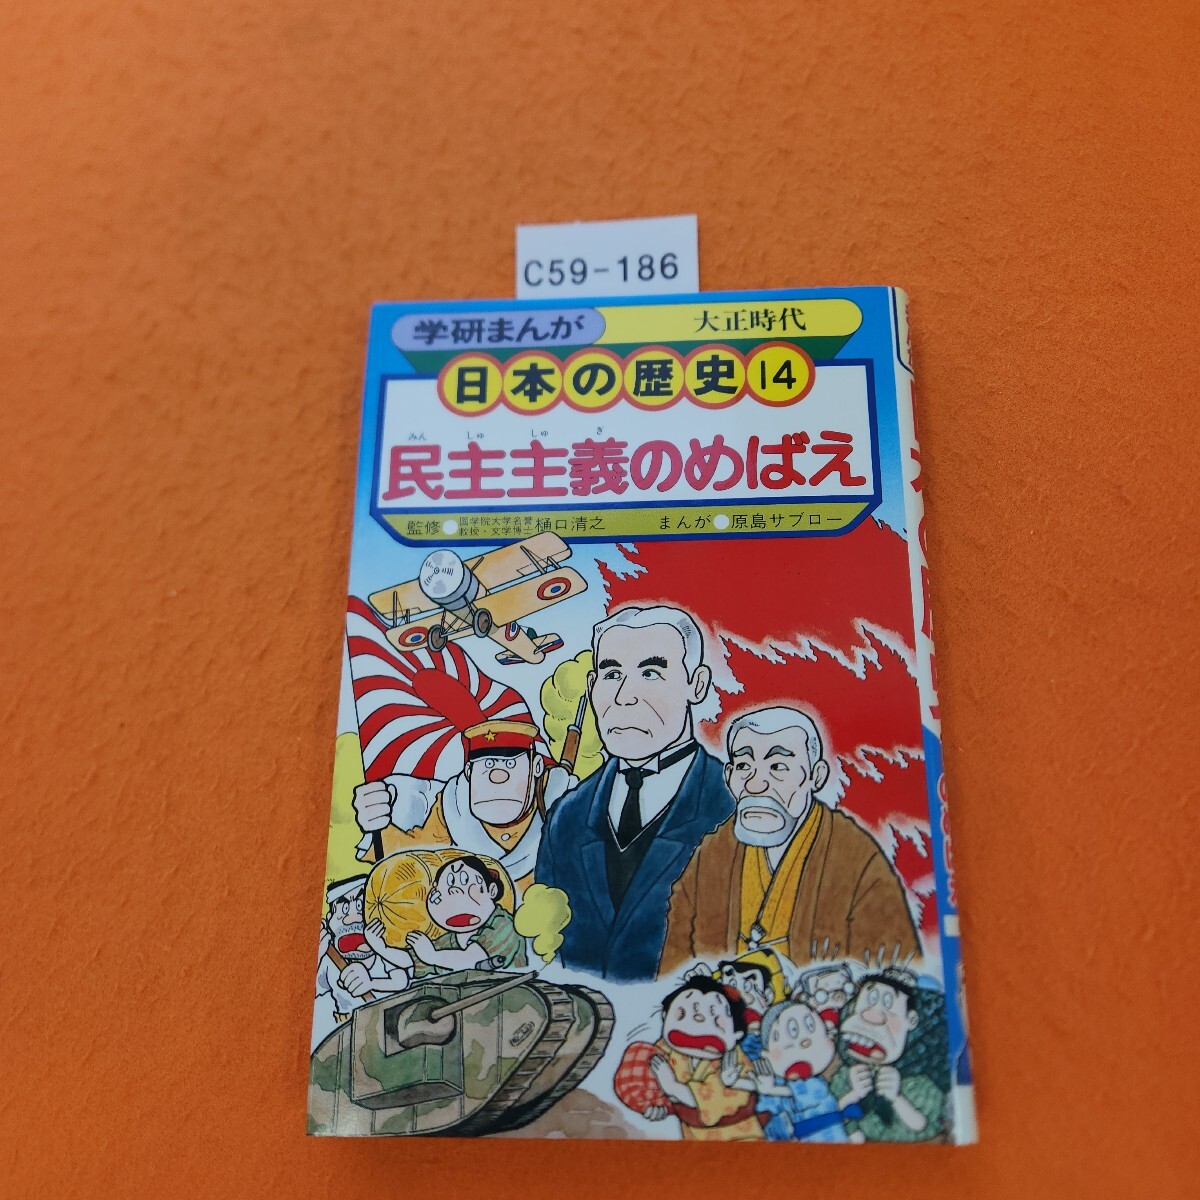 C59-186
学研まんが
大正時代
日本の歴史14
みん しゅ しゅ ぎ
民主主義のめばえ
監修●國学院大学名誉教授・文学博士 樋口清之 まんが●原島サブロー